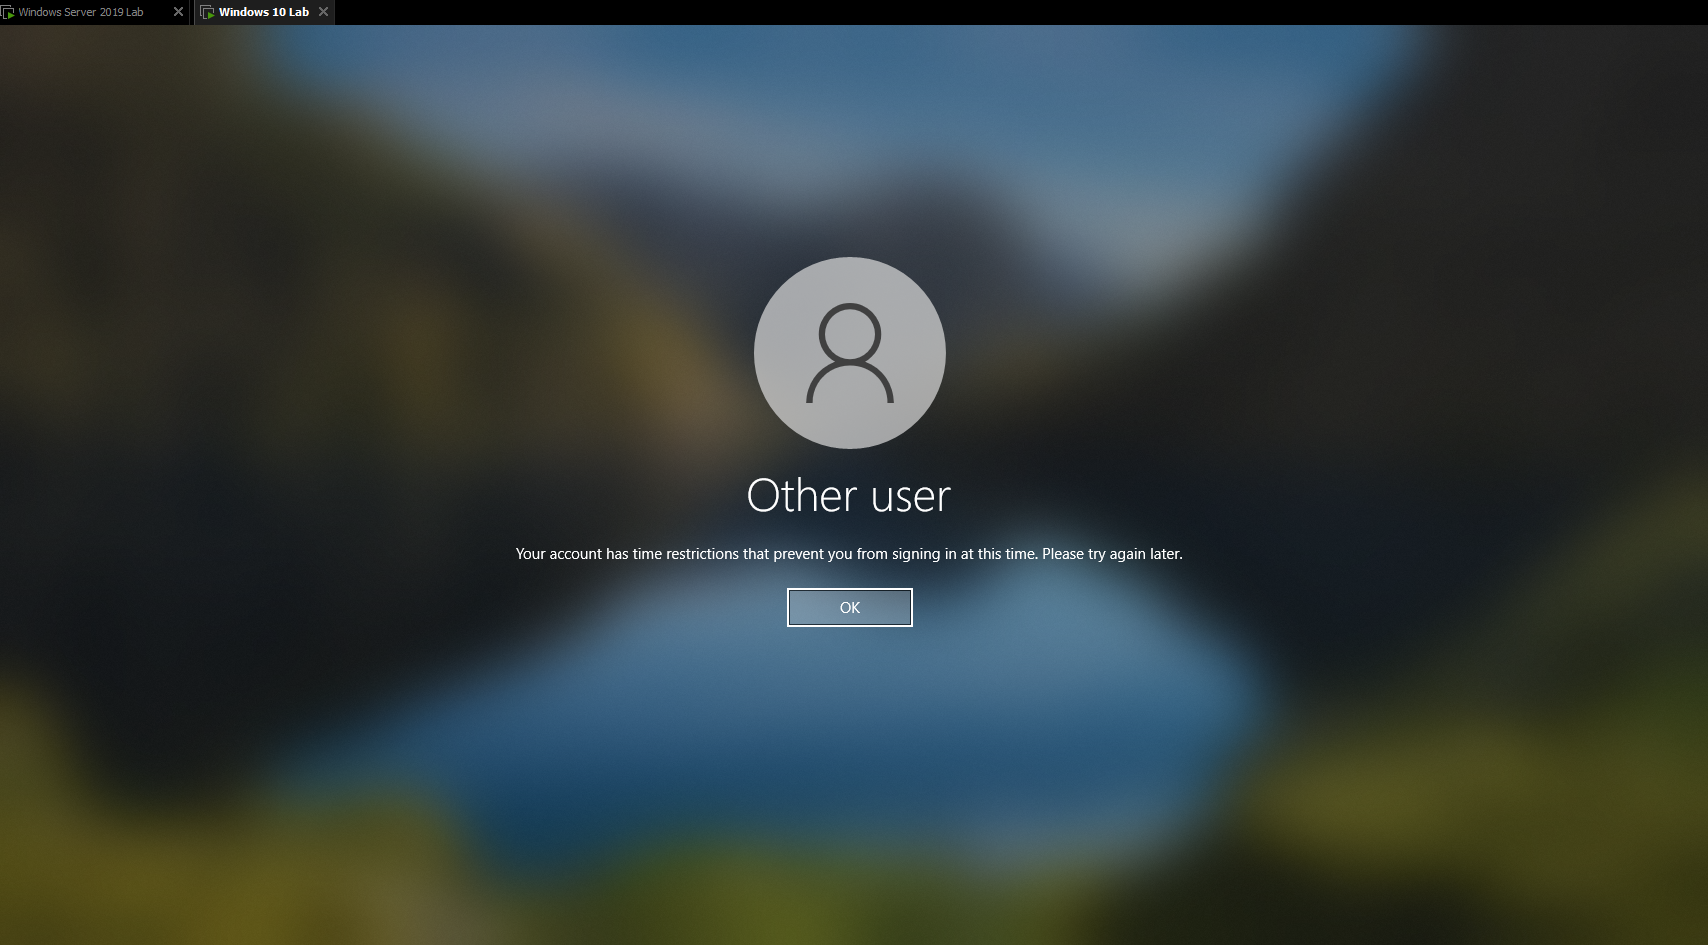 Windows Server 2019 Lab
Windows 10 Lab
Other user
Your account has time restrictions that prevent you from signing in at this time. Please try again later.
OK